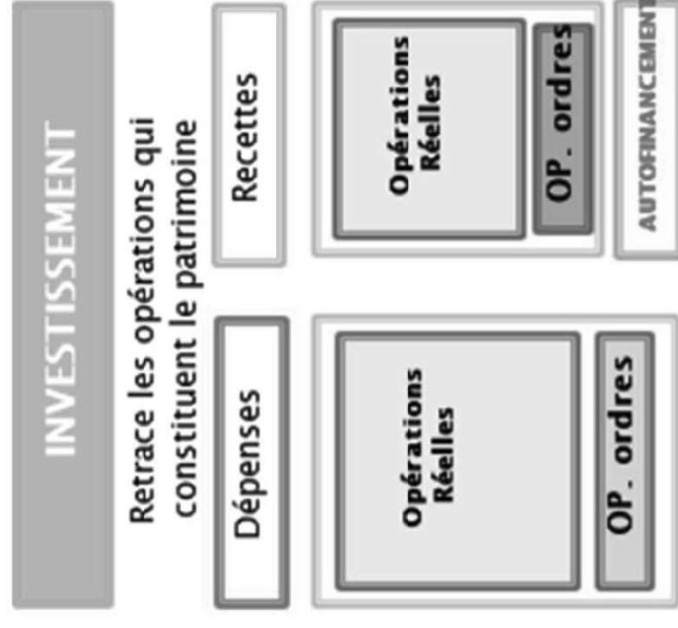 INVESTISSEMENT
Retrace les opérations qui
constituent le patrimoine
Dépenses
Recettes
Opérations
Réelles
OP. ordres
Opérations
Réelles
OP. ordres
AUTOFINANCEMENT